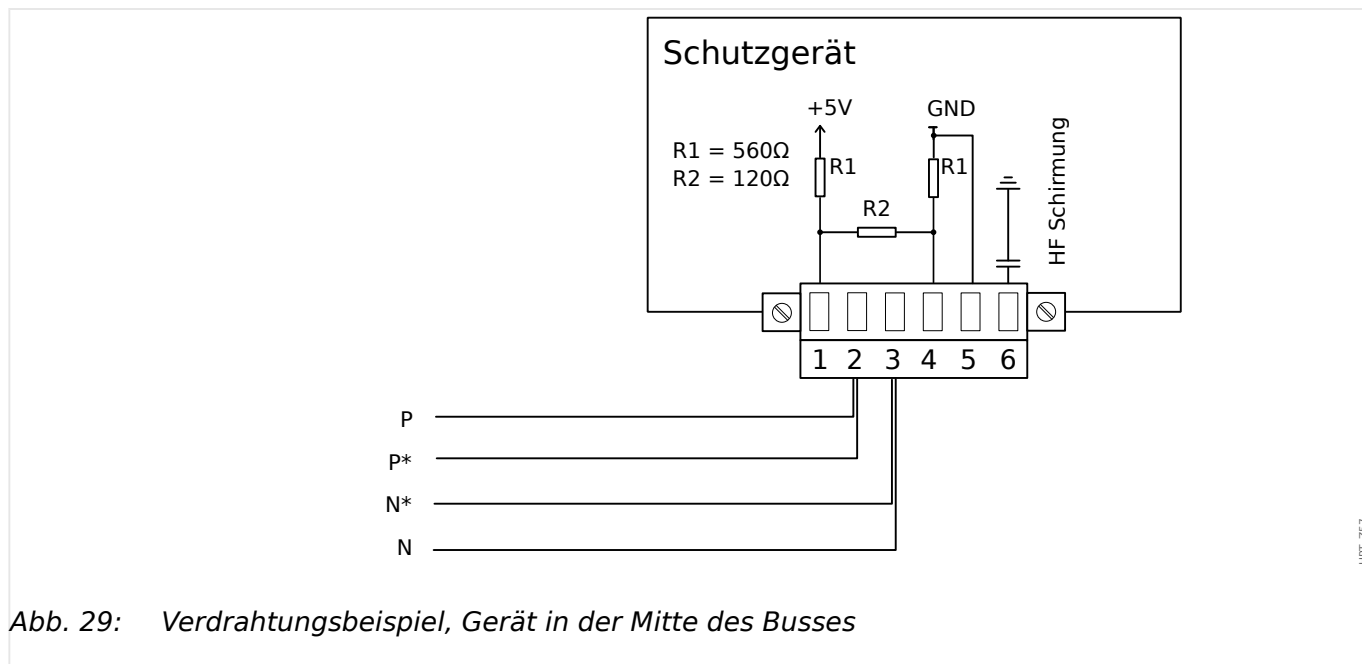 Schutzgerät
+5V
GND
R1 = 560Ω
R2 = 120Ω
R1
R1
R2
HF Schirmung
1 2 3 4 5 6
P
P*
N*
N
Abb. 29: Verdrahtungsbeispiel, Gerät in der Mitte des Busses